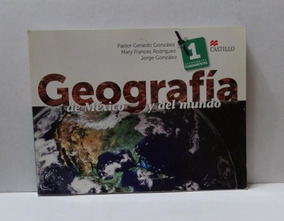 Pastor Gerardo González
Mary Frances Rodríguez
Jorge González
1
CASTILLO
Geografía
de México y del mundo